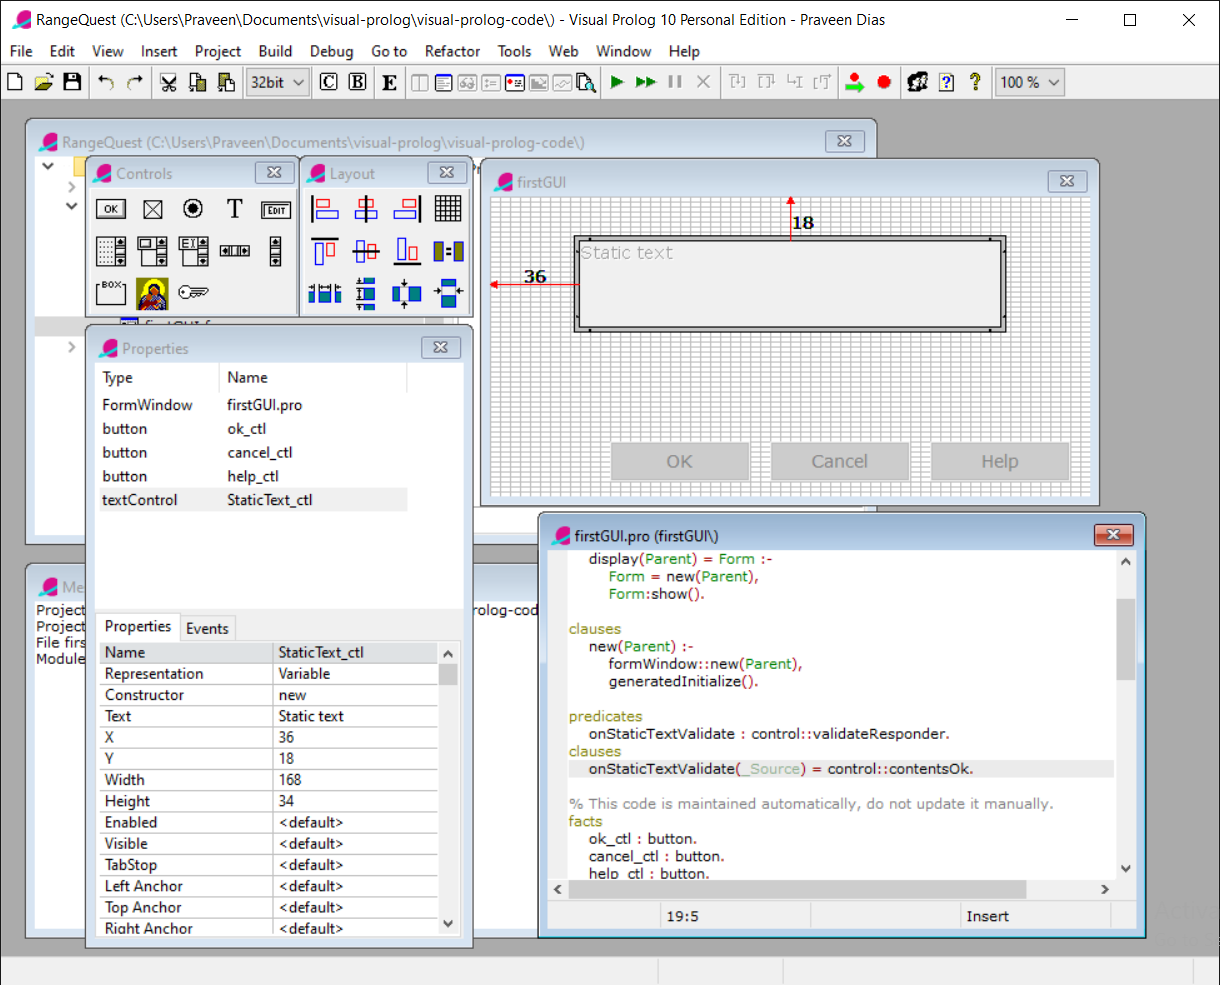 RangeQuest (C:\Users\Praveen\Documents\visual-prolog\visual-prolog-code\) - Visual Prolog 10 Personal Edition - Praveen Dias
File Edit View Insert Project Build Debug Go to Refactor Tools Web Window Help
32bit C B E 100 %
RangeQuest (C:\Users\Praveen\Documents\visual-prolog\visual-prolog-code\)
Controls
OK T EDIT
EI
BOX
Layout
firstGUI
18
Static text
36
OK Cancel Help
Properties
Type Name
FormWindow firstGUI.pro
button ok_ctl
button cancel_ctl
button help_ctl
textControl StaticText_ctl
Properties Events
Name StaticText_ctl
Representation Variable
Constructor new
Text Static text
X 36
Y 18
Width 168
Height 34
Enabled <default>
Visible <default>
TabStop <default>
Left Anchor <default>
Top Anchor <default>
Right Anchor <default>
Me
Project
Project
File firs
Module
rolog-cod
firstGUI.pro (firstGUI\)
display(Parent) = Form :-
Form = new(Parent),
Form:show().
clauses
new(Parent) :-
formWindow::new(Parent),
generatedInitialize().
predicates
onStaticTextValidate : control::validateResponder.
clauses
onStaticTextValidate(_Source) = control::contentsOk.
% This code is maintained automatically, do not update it manually.
facts
ok_ctl : button.
cancel_ctl : button.
help_ctl : button.
19:5 Insert